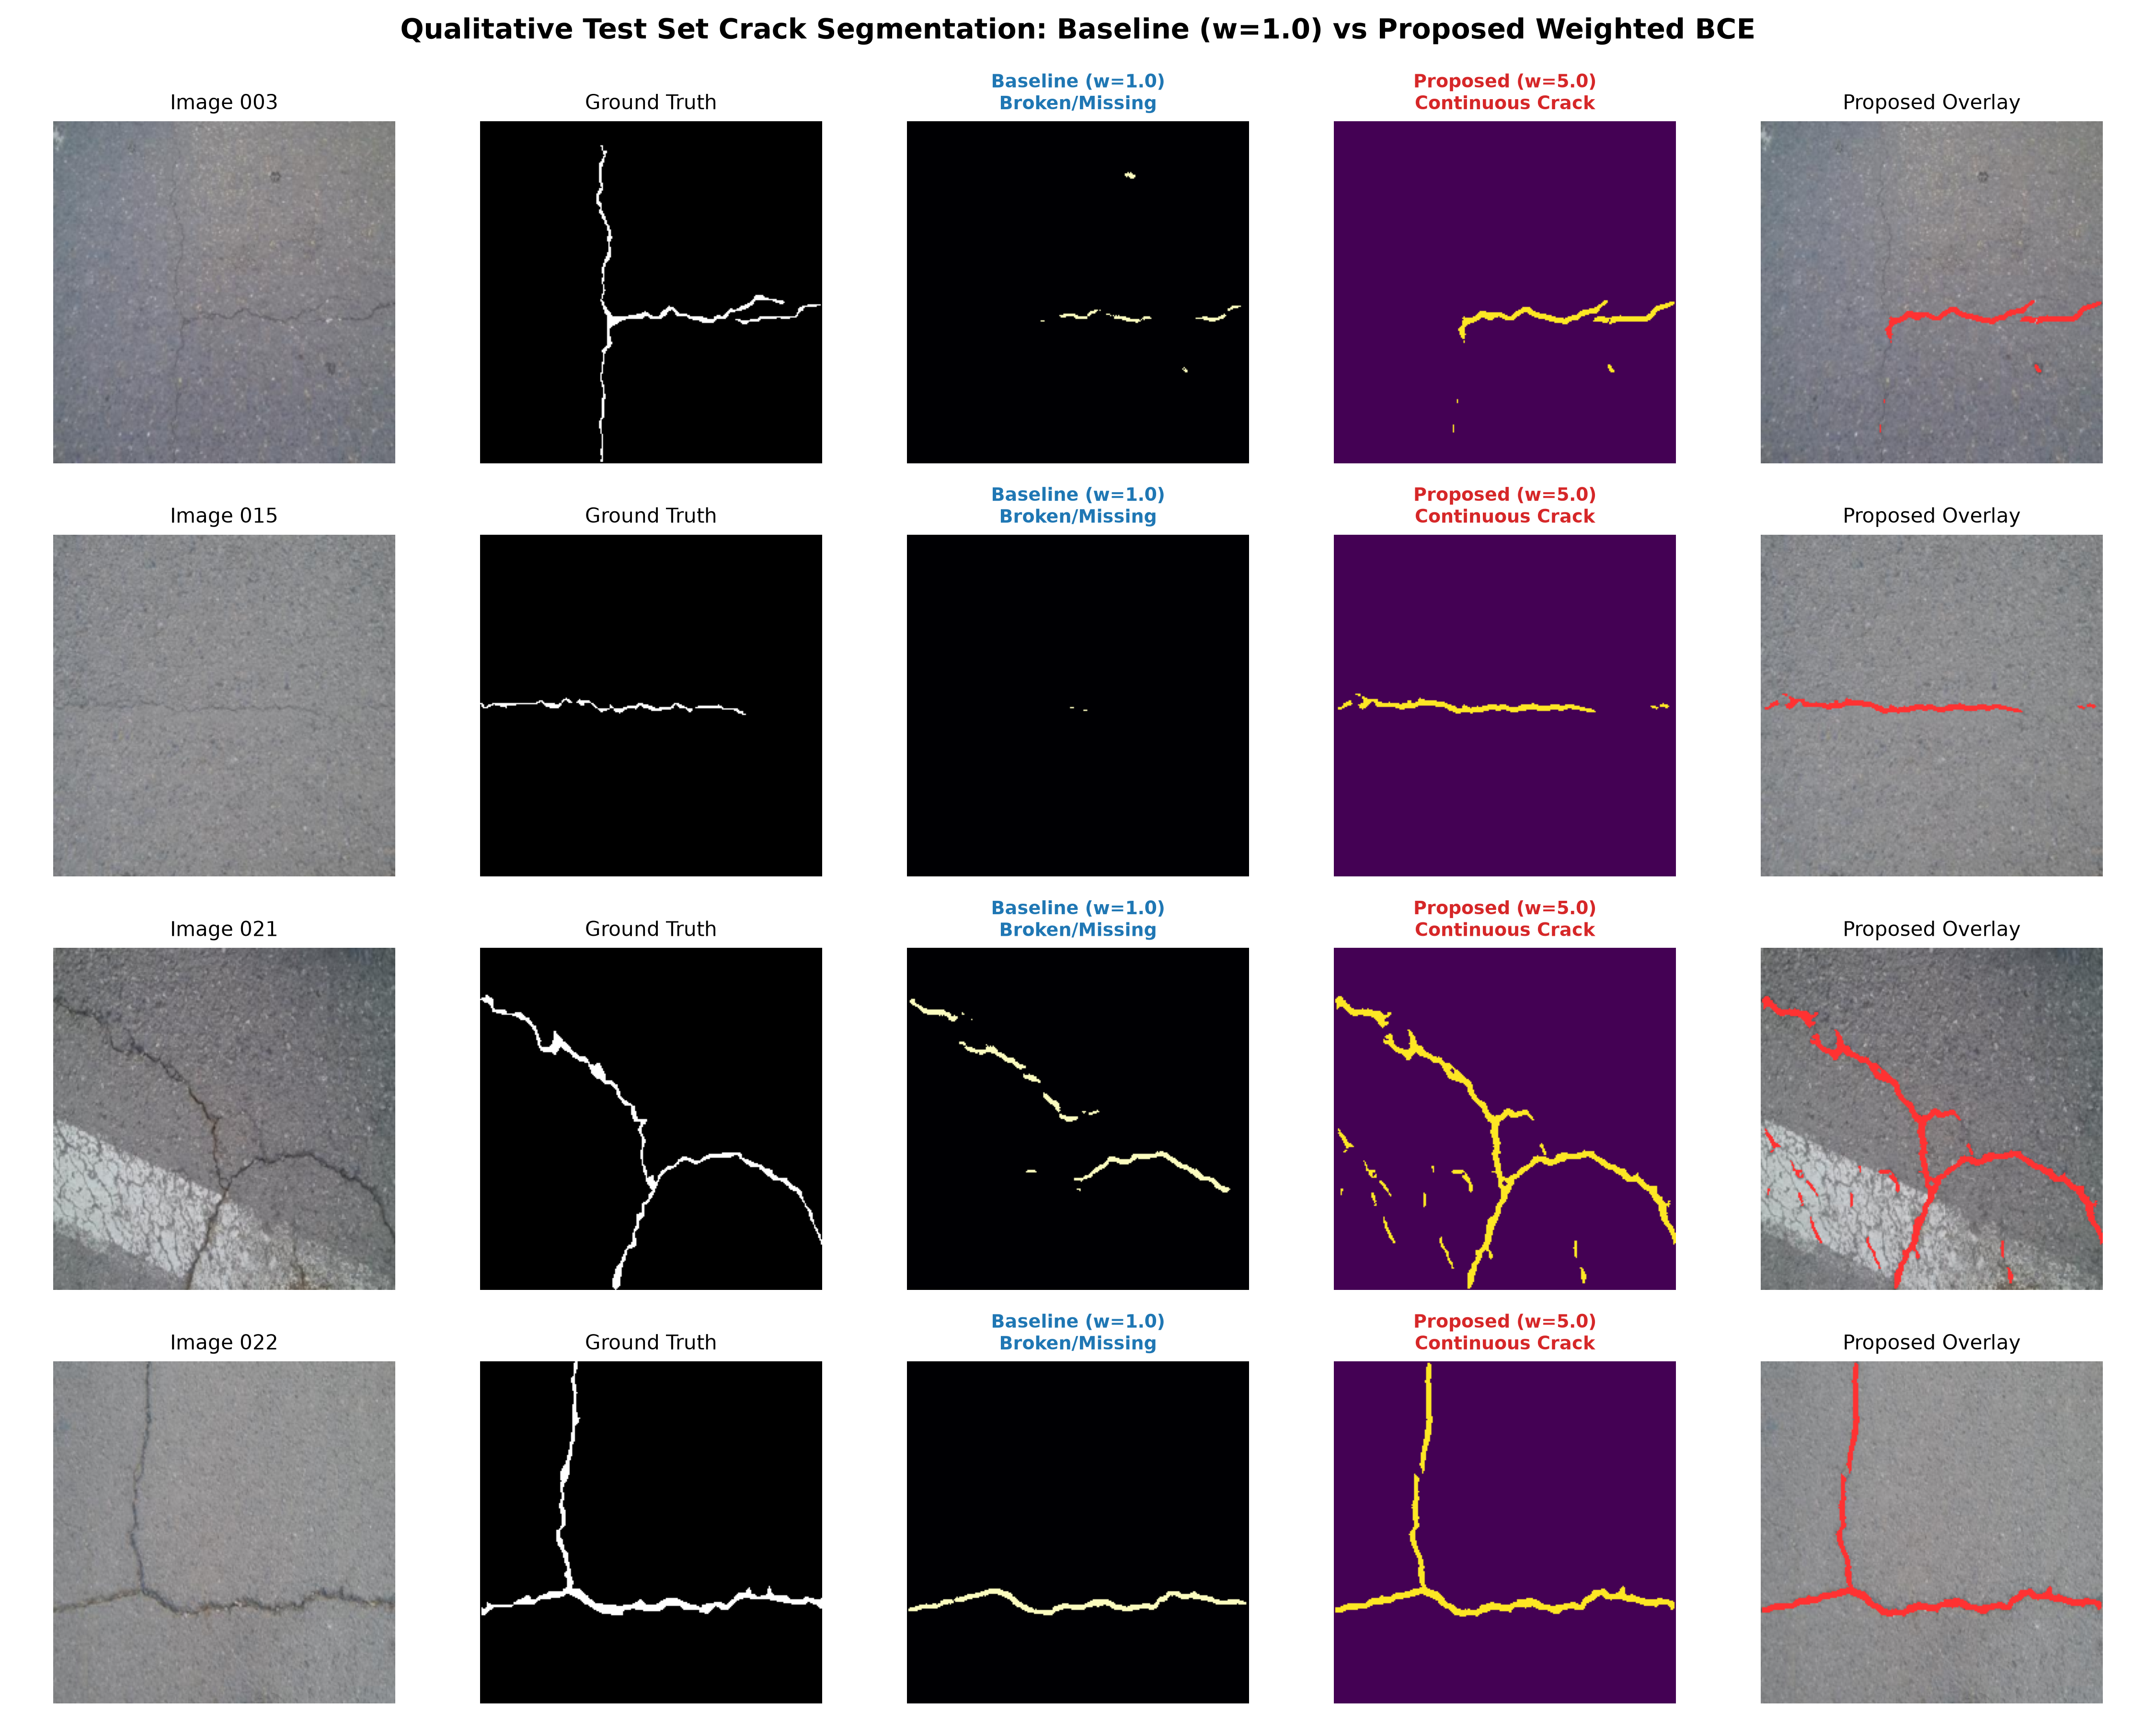 Qualitative Test Set Crack Segmentation: Baseline (w=1.0) vs Proposed Weighted BCE
Image 003
Ground Truth
Baseline (w=1.0)
Broken/Missing
Proposed (w=5.0)
Continuous Crack
Proposed Overlay
Image 015
Ground Truth
Baseline (w=1.0)
Broken/Missing
Proposed (w=5.0)
Continuous Crack
Proposed Overlay
Image 021
Ground Truth
Baseline (w=1.0)
Broken/Missing
Proposed (w=5.0)
Continuous Crack
Proposed Overlay
Image 022
Ground Truth
Baseline (w=1.0)
Broken/Missing
Proposed (w=5.0)
Continuous Crack
Proposed Overlay